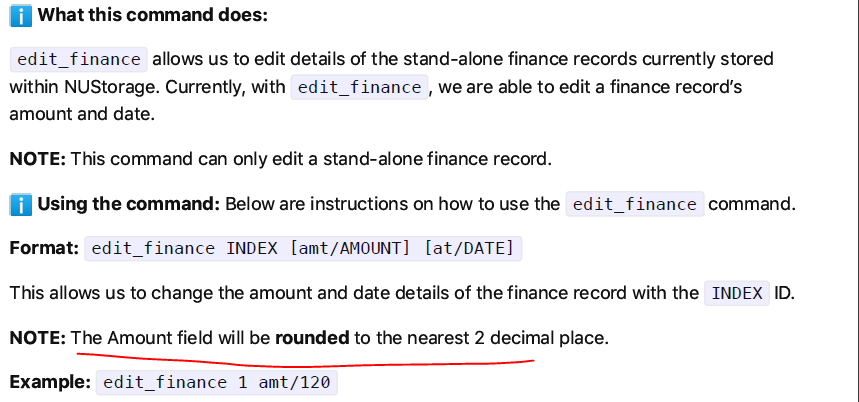 ℹ️ What this command does:
edit_finance allows us to edit details of the stand-alone finance records currently stored
within NUStorage. Currently, with edit_finance, we are able to edit a finance record’s
amount and date.
NOTE: This command can only edit a stand-alone finance record.
ℹ️ Using the command: Below are instructions on how to use the edit_finance command.
Format: edit_finance INDEX [amt/AMOUNT] [at/DATE]
This allows us to change the amount and date details of the finance record with the INDEX ID.
NOTE: The Amount field will be rounded to the nearest 2 decimal place.
Example: edit_finance 1 amt/120